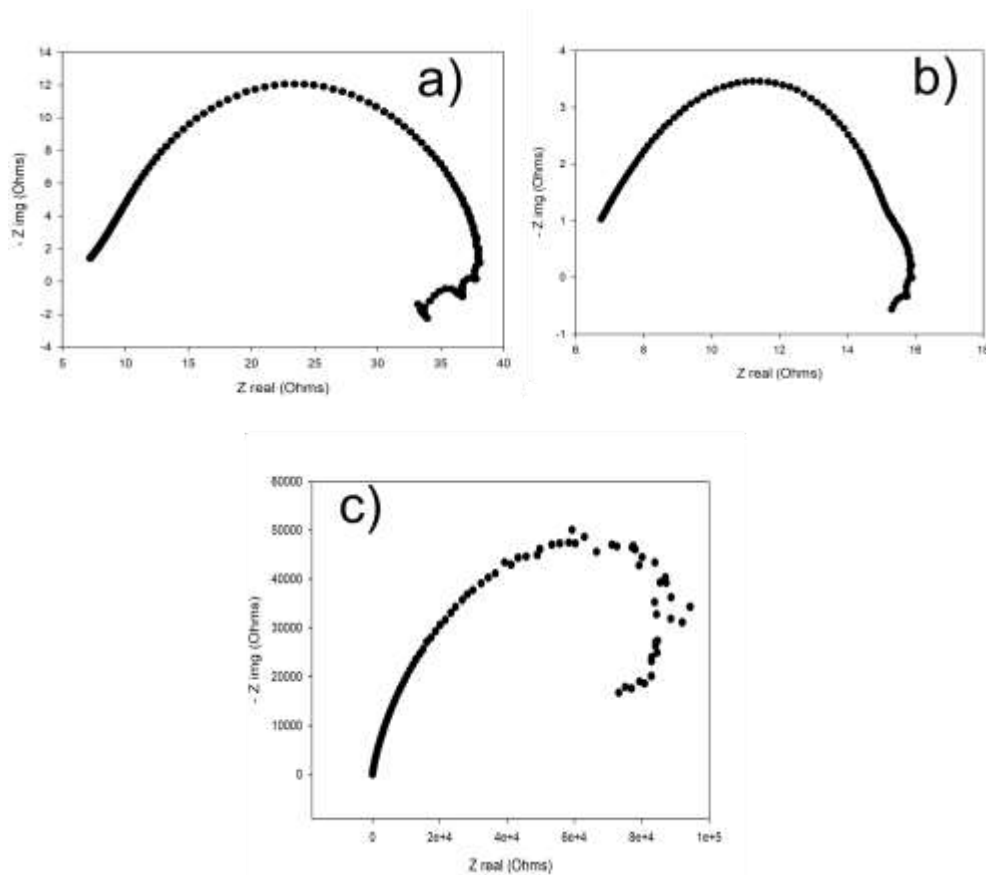 a)
14
12
10
8
6
4
2
0
-2
-4
- Z img (Ohms)
5 10 15 20 25 30 35 40
Z real (Ohms)
b)
-4
3
2
1
0
-1
- Z img (Ohms)
6 8 10 12 14 16 18
Z real (Ohms)
c)
60000
50000
40000
30000
20000
10000
0
- Z img (Ohms)
0 2e+4 4e+4 6e+4 8e+4 1e+5
Z real (Ohms)